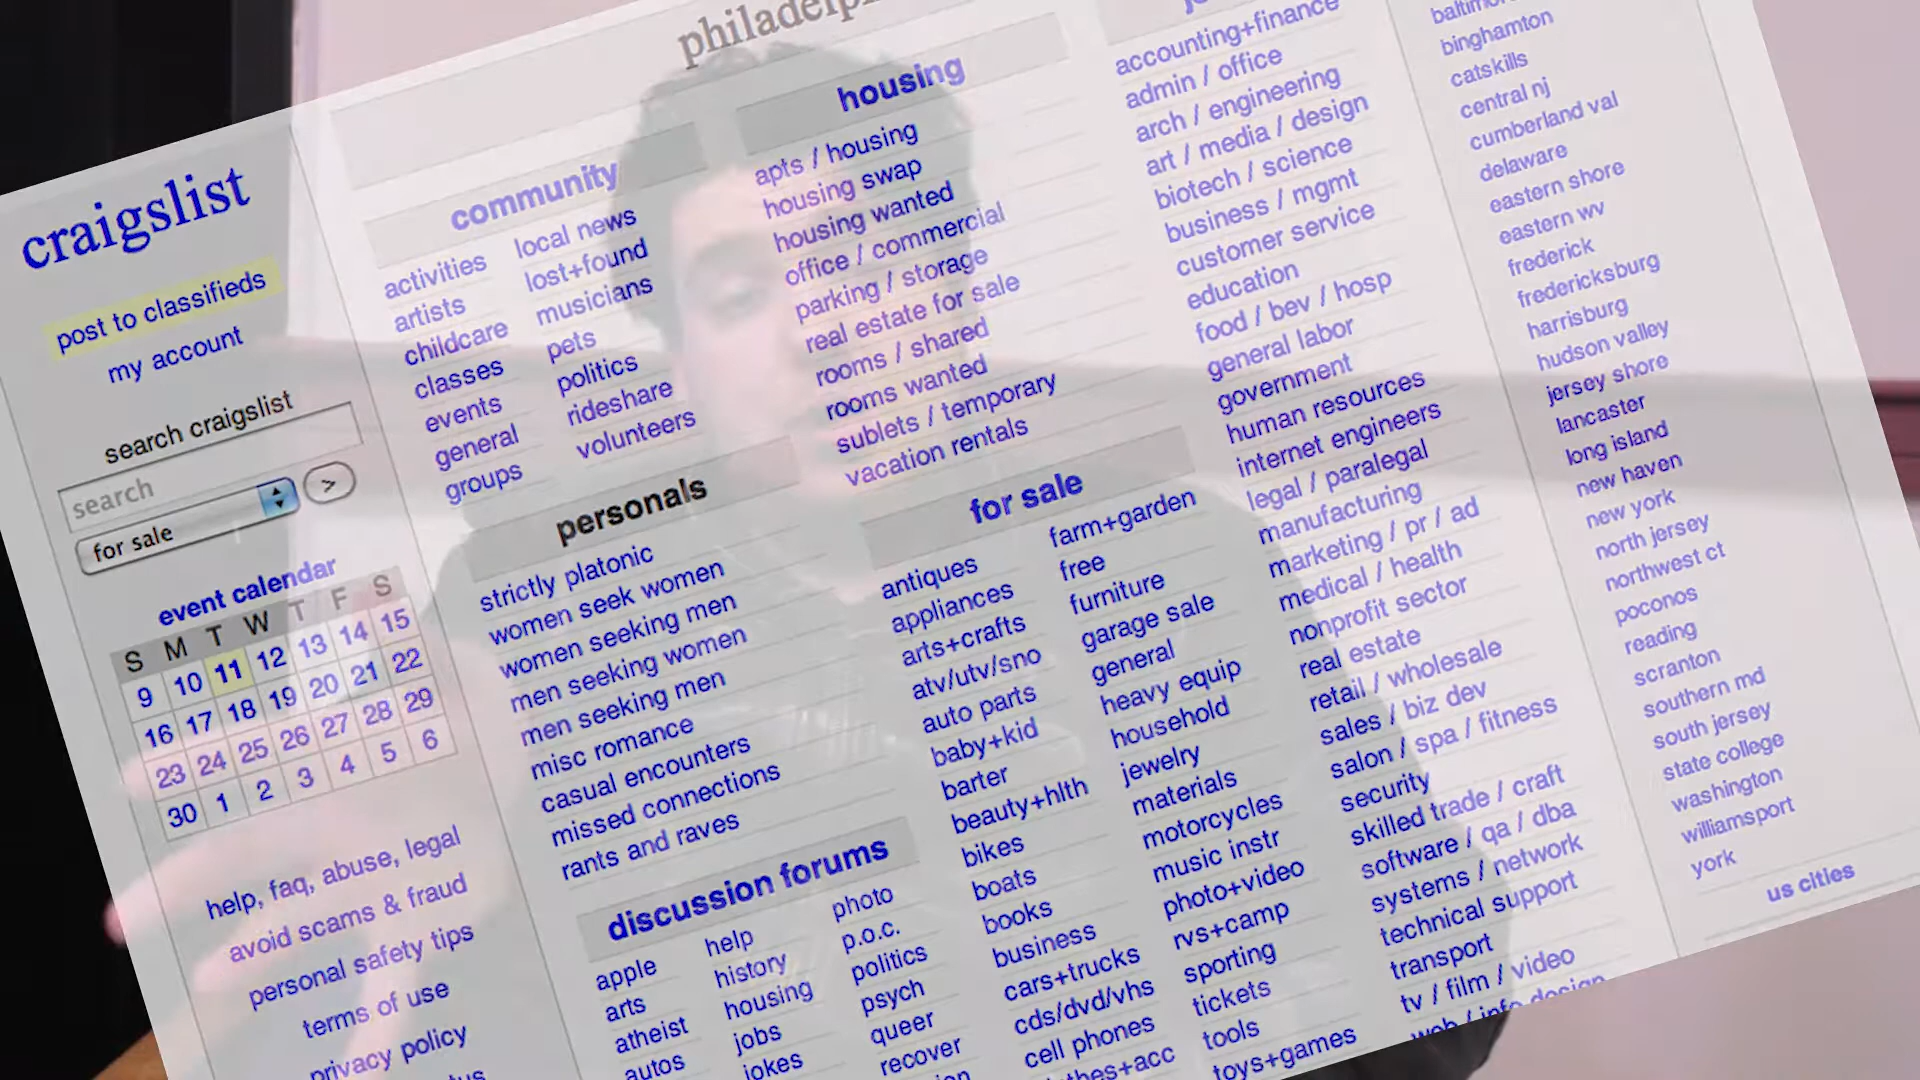 craigslist
post to classifieds
my account
search craigslist
search
for sale
>
event calendar
S M T W T F S
9 10 11 12 13 14 15
16 17 18 19 20 21 22
23 24 25 26 27 28 29
30 1 2 3 4 5 6
help, faq, abuse, legal
avoid scams & fraud
personal safety tips
terms of use
privacy policy
community
activities
artists
childcare
classes
events
general
groups
local news
lost+found
musicians
pets
politics
rideshare
volunteers
personals
strictly platonic
women seek women
women seeking men
men seeking women
men seeking men
misc romance
casual encounters
missed connections
rants and raves
discussion forums
apple
arts
atheist
autos
help
history
housing
jobs
jokes
photo
p.o.c.
politics
psych
queer
recover
housing
apts / housing
housing swap
housing wanted
office / commercial
parking / storage
real estate for sale
rooms / shared
rooms wanted
sublets / temporary
vacation rentals
for sale
antiques
appliances
arts+crafts
atv/utv/sno
auto parts
baby+kid
barter
beauty+hlth
bikes
boats
books
business
cars+trucks
cds/dvd/vhs
cell phones
farm+garden
free
furniture
garage sale
general
heavy equip
household
jewelry
materials
motorcycles
music instr
photo+video
rvs+camp
sporting
tickets
tools
toys+games
accounting+finance
admin / office
arch / engineering
art / media / design
biotech / science
business / mgmt
customer service
education
food / bev / hosp
general labor
government
human resources
internet engineers
legal / paralegal
manufacturing
marketing / pr / ad
medical / health
nonprofit sector
real estate
retail / wholesale
sales / biz dev
salon / spa / fitness
security
skilled trade / craft
software / qa / dba
systems / network
technical support
transport
tv / film / video
web / info design
binghamton
catskills
central nj
cumberland val
delaware
eastern shore
eastern wv
frederick
fredericksburg
harrisburg
hudson valley
jersey shore
lancaster
long island
new haven
new york
north jersey
northwest ct
poconos
reading
scranton
southern md
south jersey
state college
washington
williamsport
york
us cities